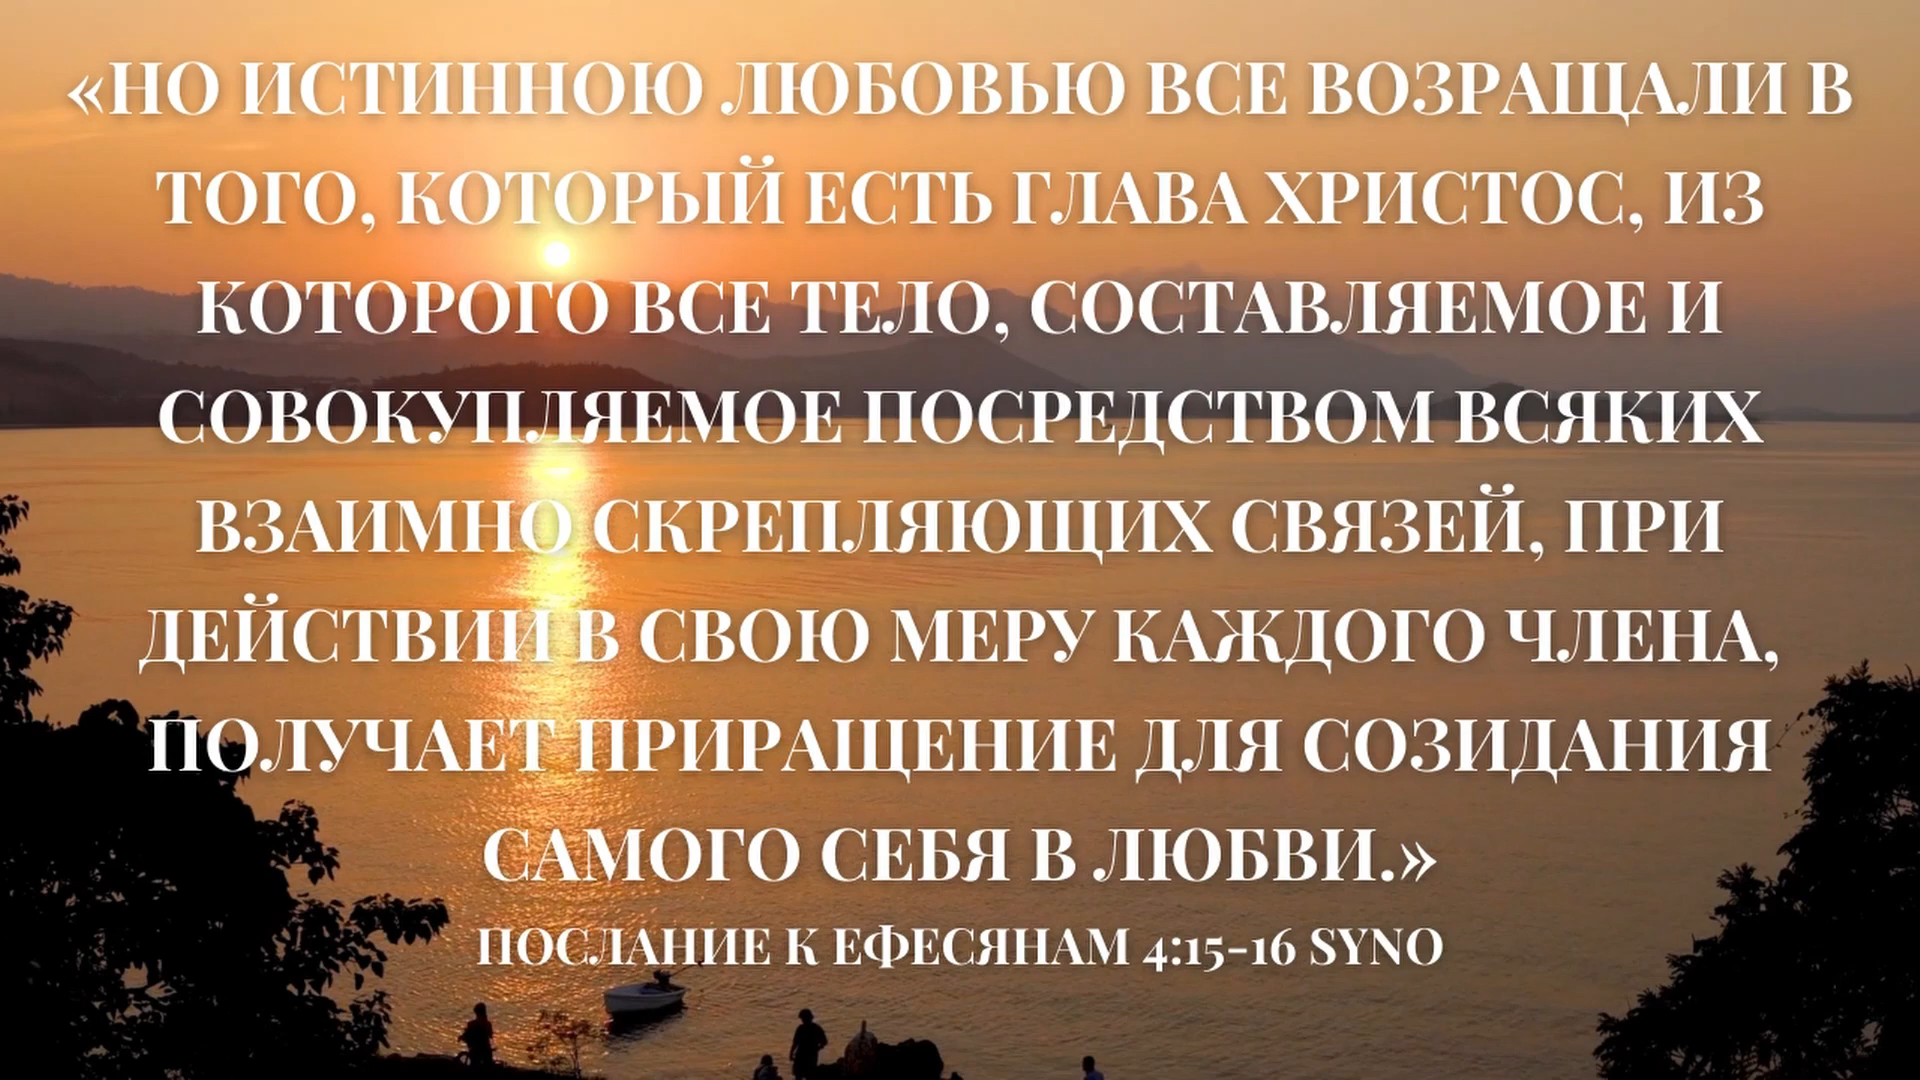 «НО ИСТИННОЮ ЛЮБОВЬЮ ВСЕ ВОЗРАЩАЛИ В
ТОГО, КОТОРЫЙ ЕСТЬ ГЛАВА ХРИСТОС, ИЗ
КОТОРОГО ВСЕ ТЕЛО, СОСТАВЛЯЕМОЕ И
СОВОКУПЛЯЕМОЕ ПОСРЕДСТВОМ ВСЯКИХ
ВЗАИМНО СКРЕПЛЯЮЩИХ СВЯЗЕЙ, ПРИ
ДЕЙСТВИИ В СВОЮ МЕРУ КАЖДОГО ЧЛЕНА,
ПОЛУЧАЕТ ПРИРАЩЕНИЕ ДЛЯ СОЗИДАНИЯ
САМОГО СЕБЯ В ЛЮБВИ.»
ПОСЛАНИЕ К ЕФЕСЯНАМ 4:15-16 SYNO